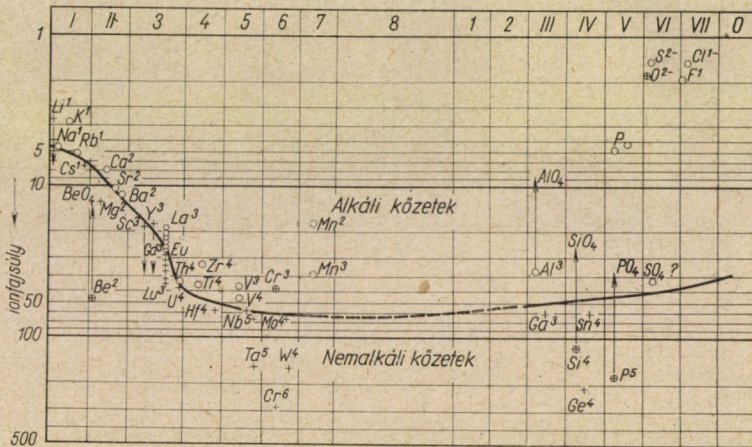 I II 3 4 5 6 7 8 1 2 III IV V VI VII 0
1
S²⁻ Cl¹⁻
O²⁻ F¹
Li¹ K¹
Na¹ Rb¹ P
5
Cs¹ Ca²
Sr² AlO₄
10
BeO₄ Mg² Ba² Alkáli kőzetek
Sc³ Y³ La³ Mn²
Gd³ Eu SiO₄
Th⁴ Zr⁴ Cr³ Mn³ Al³ PO₄ SO₄ ?
Be² Lu³ U⁴ Ti⁴ V³
ionfajsúly
50
V⁴
Hf⁴ Nb⁵ Mo⁴ Ga³ Sn⁴
100
Ta⁵ W⁴ Nemalkáli kőzetek Si⁴
P⁵
Cr⁶ Ge⁴
500